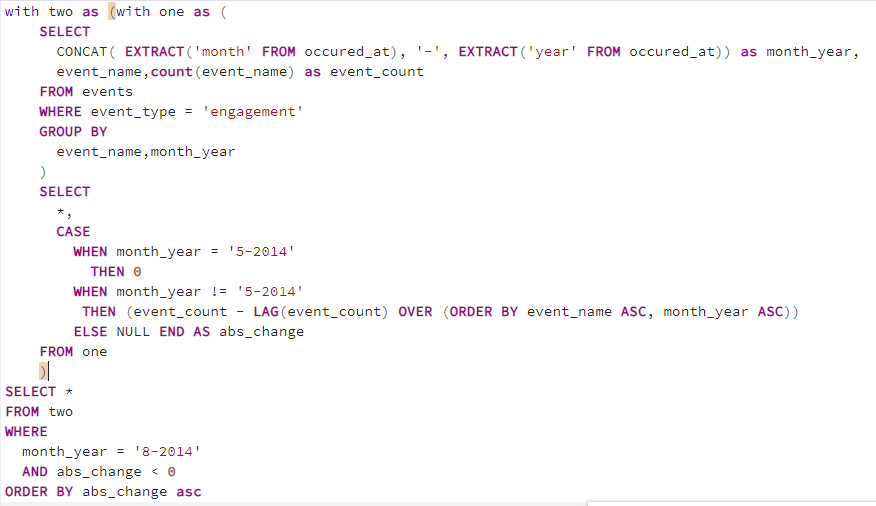 with two as (with one as (
    SELECT
      CONCAT( EXTRACT('month' FROM occured_at), '-', EXTRACT('year' FROM occured_at)) as month_year,
      event_name,count(event_name) as event_count
    FROM events
    WHERE event_type = 'engagement'
    GROUP BY
      event_name,month_year
    )
    SELECT
      *,
      CASE
        WHEN month_year = '5-2014'
          THEN 0
        WHEN month_year != '5-2014'
         THEN (event_count - LAG(event_count) OVER (ORDER BY event_name ASC, month_year ASC))
        ELSE NULL END AS abs_change
    FROM one
    )
SELECT *
FROM two
WHERE
  month_year = '8-2014'
  AND abs_change < 0
ORDER BY abs_change asc